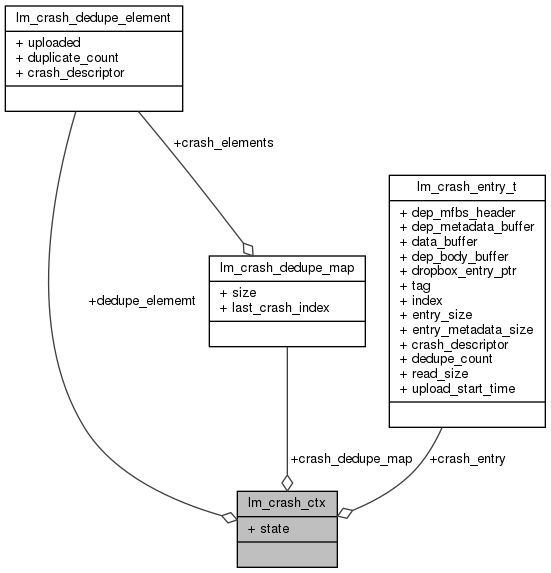 lm_crash_dedupe_element
+ uploaded
+ duplicate_count
+ crash_descriptor
+crash_elements
lm_crash_entry_t
+ dep_mfbs_header
+ dep_metadata_buffer
+ data_buffer
+ dep_body_buffer
+ dropbox_entry_ptr
+ tag
+ index
+ entry_size
+ entry_metadata_size
+ crash_descriptor
+ dedupe_count
+ read_size
+ upload_start_time
lm_crash_dedupe_map
+ size
+ last_crash_index
+dedupe_elememt
+crash_dedupe_map
+crash_entry
lm_crash_ctx
+ state